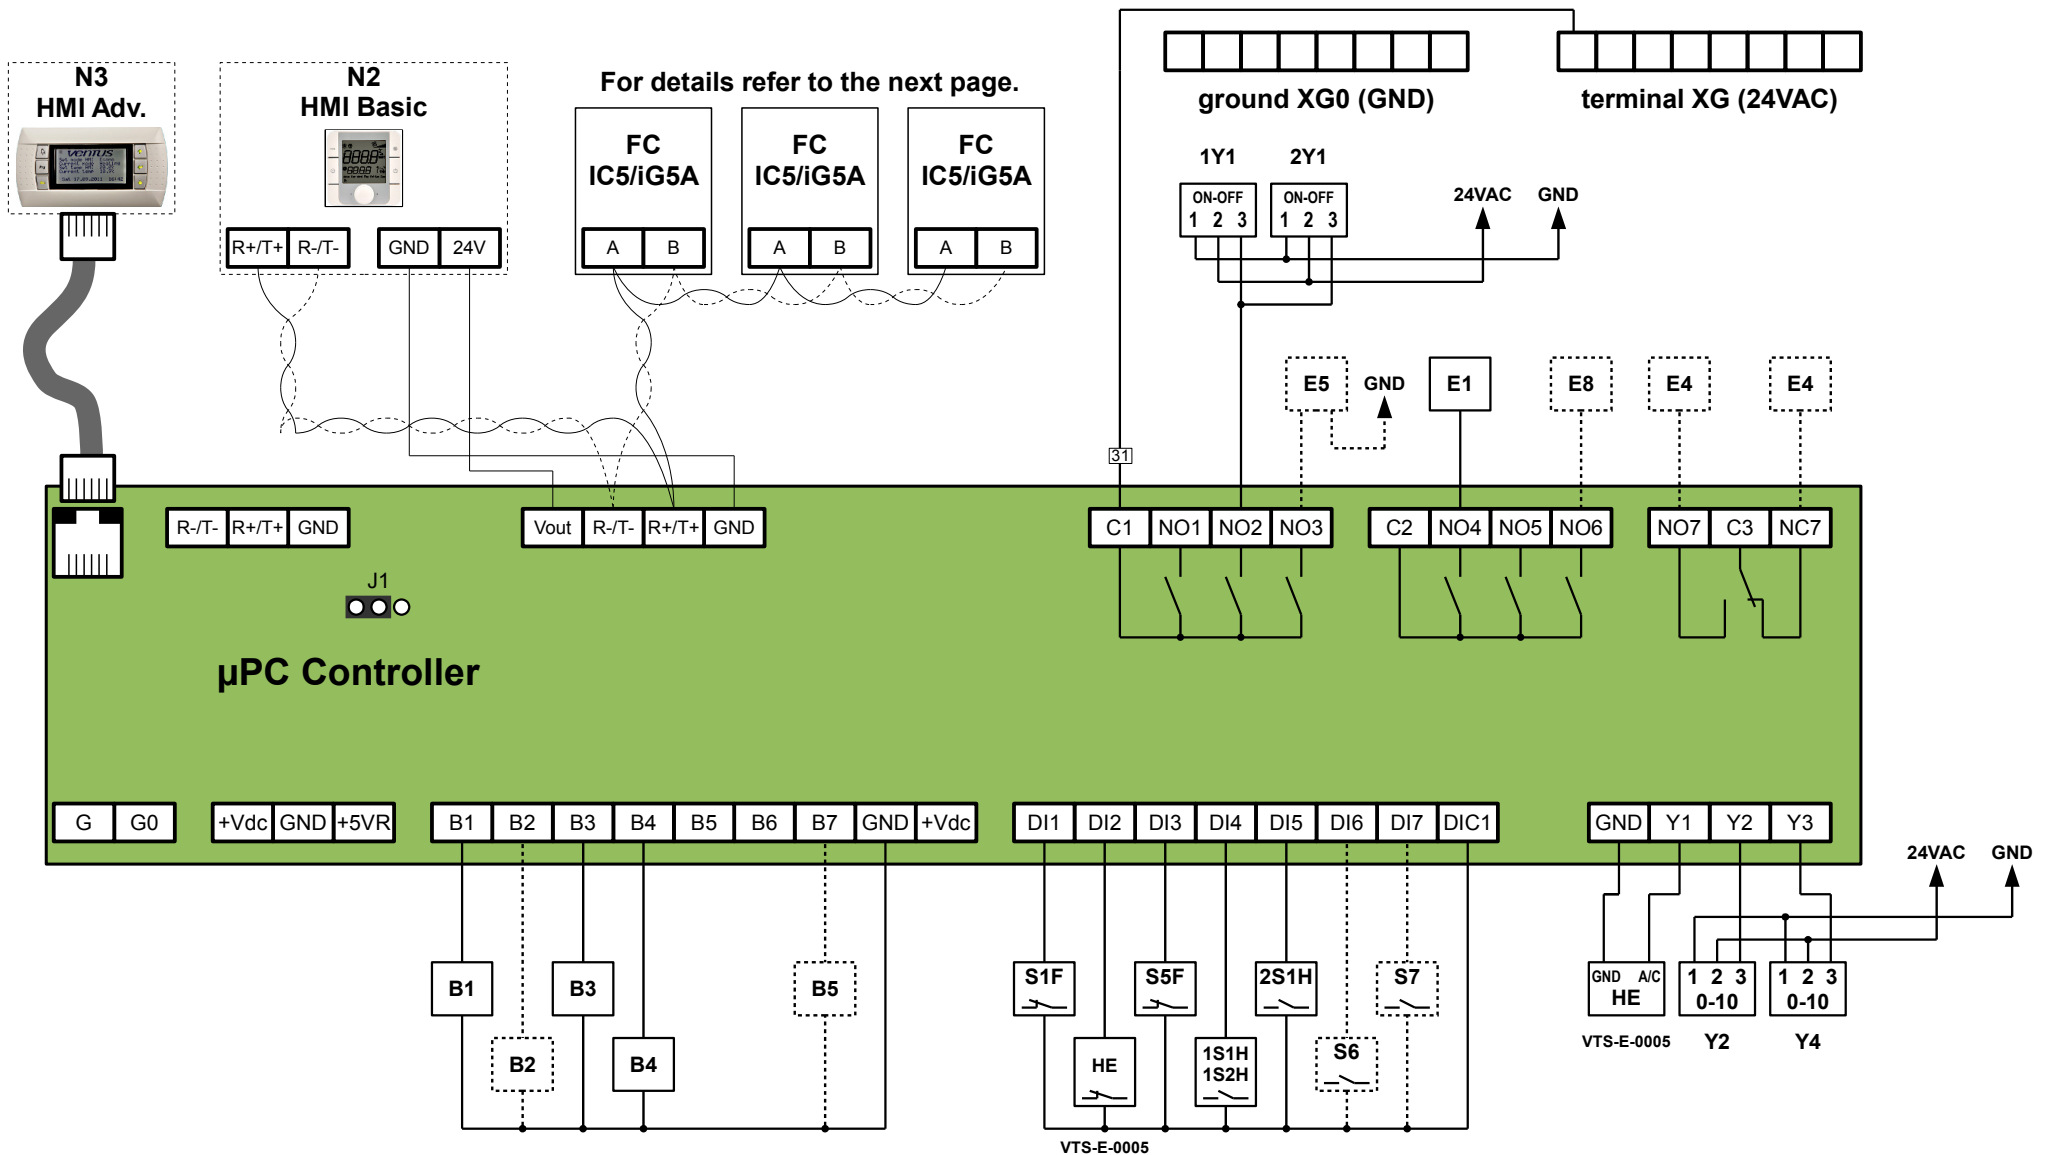 N3
HMI Adv.
VENTUS
N2
HMI Basic
For details refer to the next page.
FC
IC5/iG5A
FC
IC5/iG5A
FC
IC5/iG5A
ground XG0 (GND)
terminal XG (24VAC)
1Y1 2Y1
ON-OFF
1 2 3
ON-OFF
1 2 3
24VAC GND
R+/T+ R-/T-
GND 24V
A B
A B
A B
E5
GND
E1
E8
E4
E4
31
R-/T- R+/T+ GND
Vout R-/T- R+/T+ GND
C1 NO1 NO2 NO3
C2 NO4 NO5 NO6
NO7 C3 NC7
J1
µPC Controller
G G0
+Vdc GND +5VR
B1 B2 B3 B4 B5 B6 B7 GND +Vdc
DI1 DI2 DI3 DI4 DI5 DI6 DI7 DIC1
GND Y1 Y2 Y3
24VAC GND
B1
B3
B5
B2
B4
S1F
S5F
2S1H
S7
HE
1S1H
1S2H
S6
VTS-E-0005
GND A/C
HE
1 2 3
0-10
1 2 3
0-10
VTS-E-0005
Y2
Y4